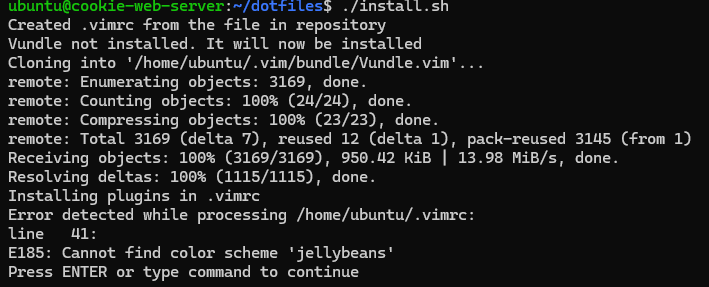 ubuntu@cookie-web-server:~/dotfiles$ ./install.sh
Created .vimrc from the file in repository
Vundle not installed. It will now be installed
Cloning into '/home/ubuntu/.vim/bundle/Vundle.vim'...
remote: Enumerating objects: 3169, done.
remote: Counting objects: 100% (24/24), done.
remote: Compressing objects: 100% (23/23), done.
remote: Total 3169 (delta 7), reused 12 (delta 1), pack-reused 3145 (from 1)
Receiving objects: 100% (3169/3169), 950.42 KiB | 13.98 MiB/s, done.
Resolving deltas: 100% (1115/1115), done.
Installing plugins in .vimrc
Error detected while processing /home/ubuntu/.vimrc:
line   41:
E185: Cannot find color scheme 'jellybeans'
Press ENTER or type command to continue